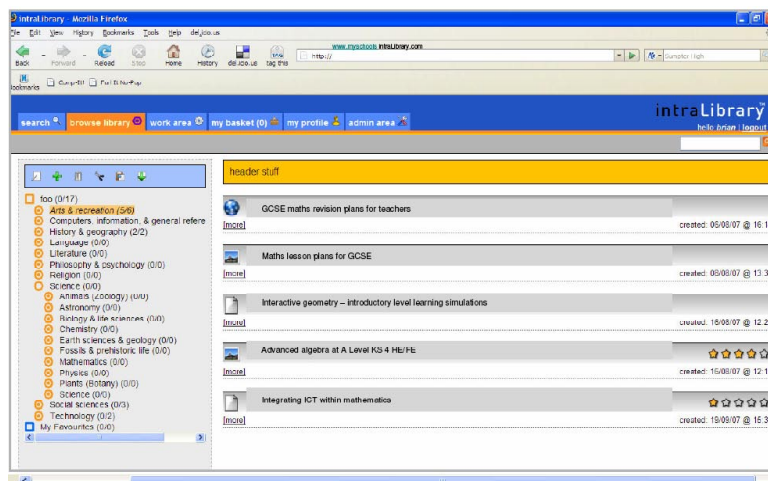 intraLibrary - Mozilla Firefox
File Edit View History Bookmarks Tools Help del.icio.us
www.myschools intraLibrary.com
Back Forward Reload Stop Home History del.icio.us tag this http://
Bookmarks
intraLibrary
search browse library work area my basket (0) my profile admin area
hello brian | logout
header stuff
foo (0/17)
Arts & recreation (5/6)
Computers, information, & general refere
History & geography (2/2)
Language (0/0)
Literature (0/0)
Philosophy & psychology (0/0)
Religion (0/0)
Science (0/0)
Animals (Zoology) (0/0)
Astronomy (0/0)
Biology & life sciences (0/0)
Chemistry (0/0)
Earth sciences & geology (0/0)
Fossils & prehistoric life (0/0)
Mathematics (0/0)
Physics (0/0)
Plants (Botany) (0/0)
Science (0/0)
Social sciences (0/3)
Technology (0/2)
My Favourites (0/0)
GCSE maths revision plans for teachers
[more] created: 06/08/07 @ 16:1
Maths lesson plans for GCSE
[more] created: 08/08/07 @ 13.3
Interactive geometry – introductory level learning simulations
[more] created: 16/08/07 @ 12.2
Advanced algebra at A Level KS 4 HE/FE
[more] created: 16/08/07 @ 12:1
Integrating ICT within mathematics
[more] created: 19/09/07 @ 15.3